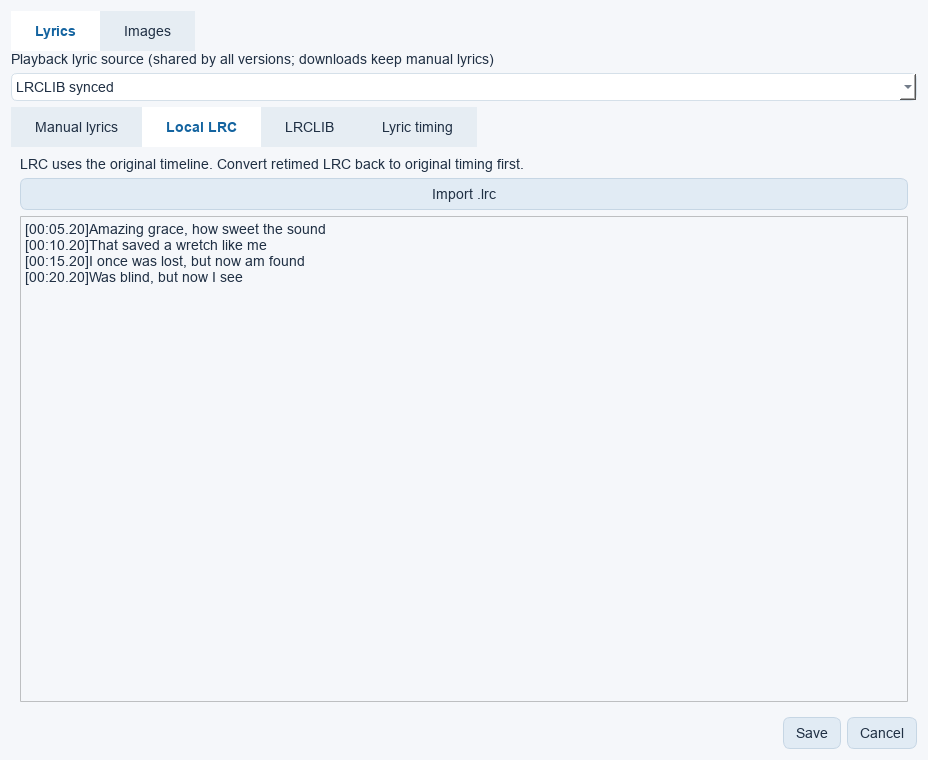 Lyrics
Images
Playback lyric source (shared by all versions; downloads keep manual lyrics)
LRCLIB synced
Manual lyrics
Local LRC
LRCLIB
Lyric timing
LRC uses the original timeline. Convert retimed LRC back to original timing first.
Import .lrc
[00:05.20]Amazing grace, how sweet the sound
[00:10.20]That saved a wretch like me
[00:15.20]I once was lost, but now am found
[00:20.20]Was blind, but now I see
Save
Cancel